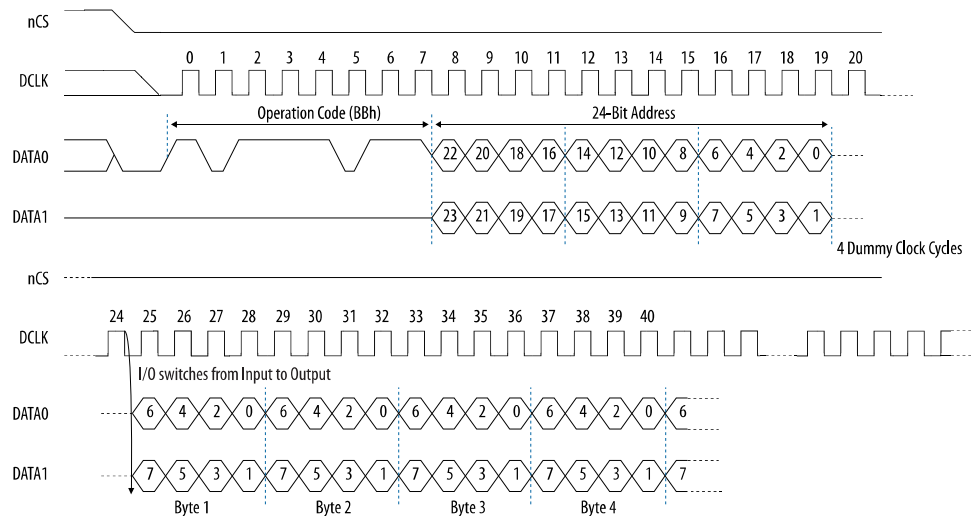 nCS
0 1 2 3 4 5 6 7 8 9 10 11 12 13 14 15 16 17 18 19 20
DCLK
Operation Code (BBh) 24-Bit Address
DATA0 22 20 18 16 14 12 10 8 6 4 2 0
DATA1 23 21 19 17 15 13 11 9 7 5 3 1
4 Dummy Clock Cycles
nCS
24 25 26 27 28 29 30 31 32 33 34 35 36 37 38 39 40
DCLK
I/O switches from Input to Output
DATA0 6 4 2 0 6 4 2 0 6 4 2 0 6 4 2 0 6
DATA1 7 5 3 1 7 5 3 1 7 5 3 1 7 5 3 1 7
Byte 1 Byte 2 Byte 3 Byte 4